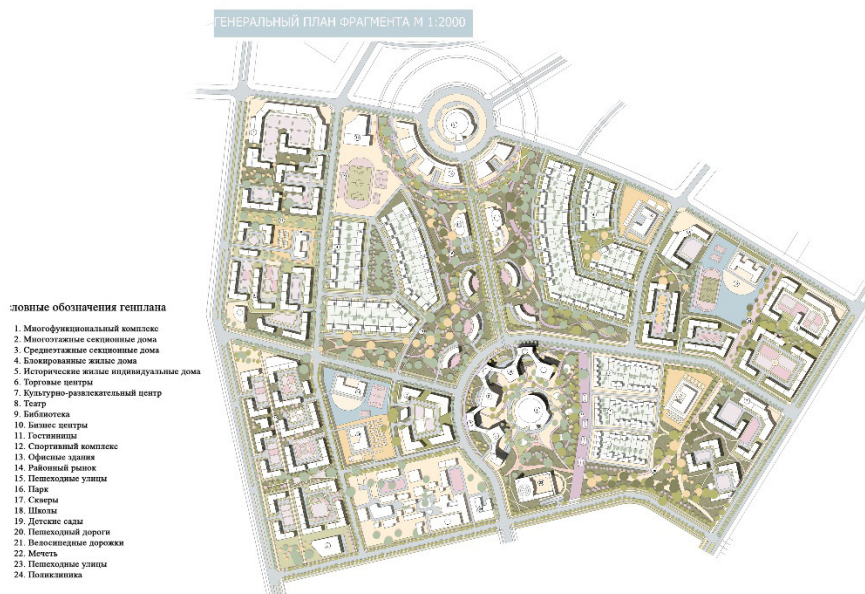 ГЕНЕРАЛЬНЫЙ ПЛАН ФРАГМЕНТА М 1:2000
словные обозначения генплана
1. Многофункциональный комплекс
2. Многоэтажные секционные дома
3. Среднеэтажные секционные дома
4. Блокированные жилые дома
5. Исторические жилые индивидуальные дома
6. Торговые центры
7. Культурно-развлекательный центр
8. Театр
9. Библиотека
10. Бизнес центры
11. Гостинницы
12. Спортивный комплекс
13. Офисные здания
14. Районный рынок
15. Пешеходные улицы
16. Парк
17. Скверы
18. Школы
19. Детские сады
20. Пешеходный дороги
21. Велосипедные дорожки
22. Мечеть
23. Пешеходные улицы
24. Поликлиника